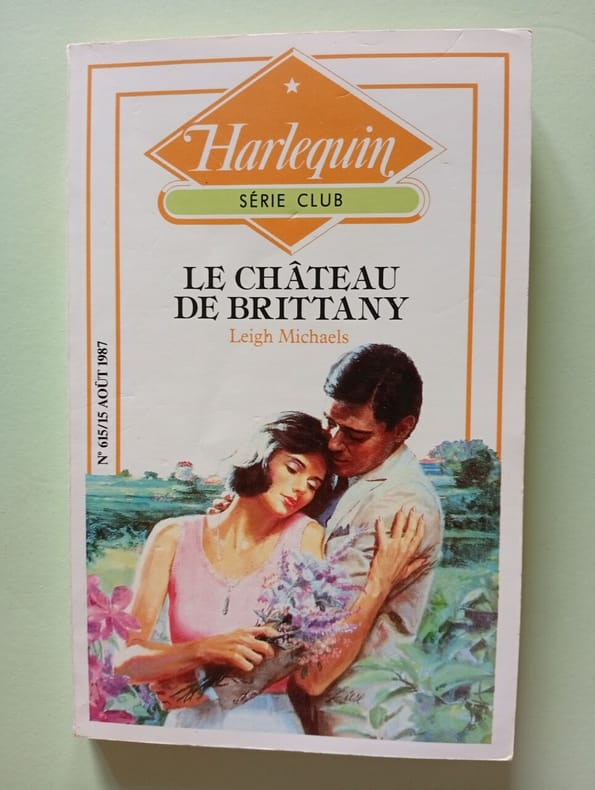 Harlequin
SÉRIE CLUB
LE CHÂTEAU
DE BRITTANY
Leigh Michaels
N° 615/15 AOÛT 1987